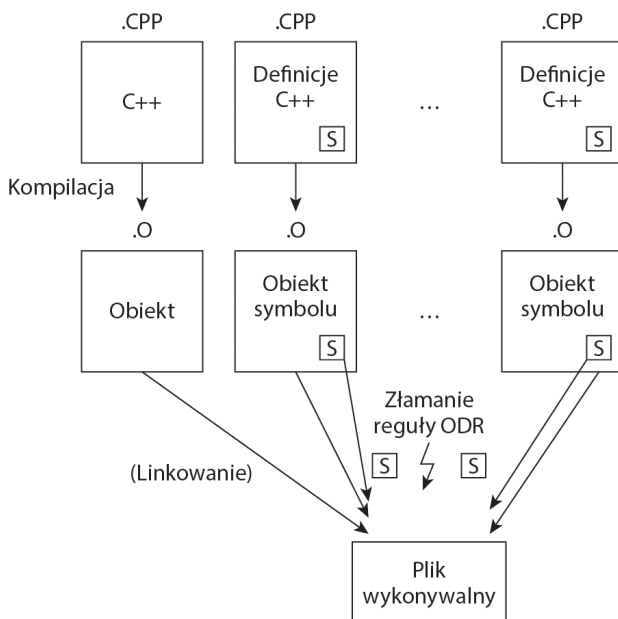 .CPP
.CPP
.CPP
C++
Definicje
C++
S
...
Definicje
C++
S
Kompilacja
.O
.O
.O
Obiekt
Obiekt
symbolu
S
...
Obiekt
symbolu
S
Złamanie
reguły ODR
(Linkowanie)
S
S
Plik
wykonywalny